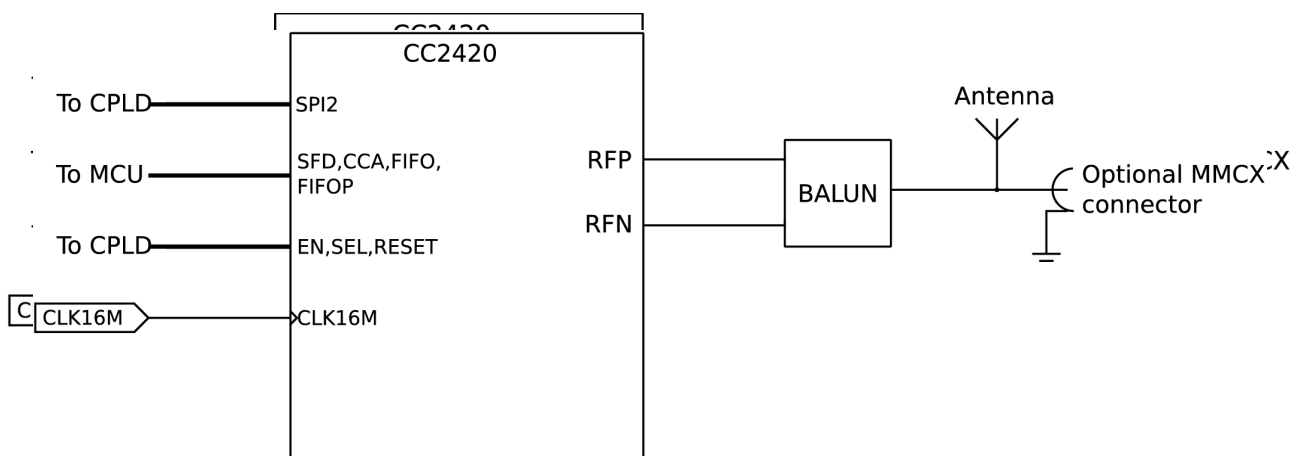 CC2420
To CPLD
SPI2
To MCU
SFD,CCA,FIFO,
FIFOP
To CPLD
EN,SEL,RESET
CLK16M
CLK16M
RFP
RFN
BALUN
Antenna
Optional MMCX
connector